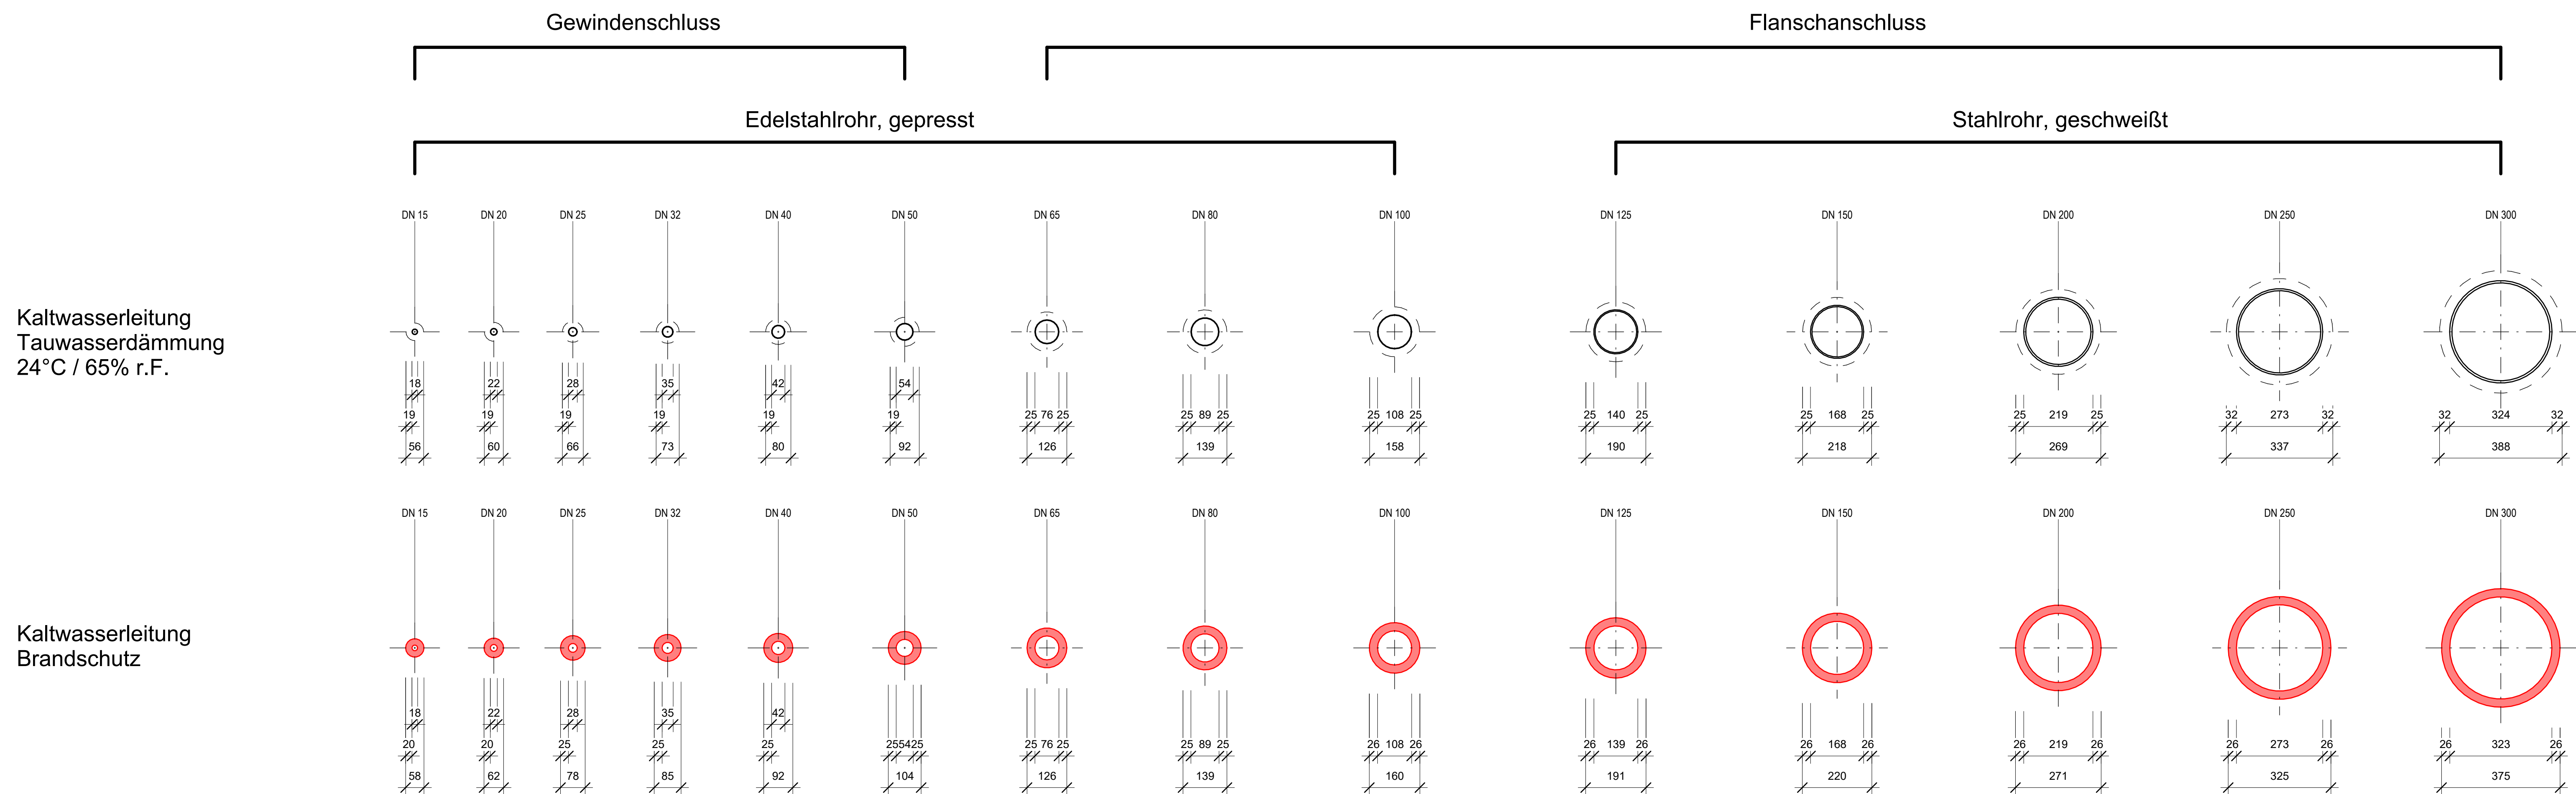 Gewindenschluss
Flanschanschluss
Edelstahlrohr, gepresst
Stahlrohr, geschweißt
DN 15 DN 20 DN 25 DN 32 DN 40 DN 50 DN 65 DN 80 DN 100 DN 125 DN 150 DN 200 DN 250 DN 300
Kaltwasserleitung
Tauwasserdämmung
24°C / 65% r.F.
18 22 28 35 42 54
19 19 19 19 19 19 25 76 25 25 89 25 25 108 25 25 140 25 25 168 25 25 219 25 32 273 32 32 324 32
56 60 66 73 80 92 126 139 158 190 218 269 337 388
DN 15 DN 20 DN 25 DN 32 DN 40 DN 50 DN 65 DN 80 DN 100 DN 125 DN 150 DN 200 DN 250 DN 300
Kaltwasserleitung
Brandschutz
18 22 28 35 42
20 20 25 25 25 25 54 25 25 76 25 25 89 25 26 108 26 26 139 26 26 168 26 26 219 26 26 273 26 26 323 26
58 62 78 85 92 104 126 139 160 191 220 271 325 375